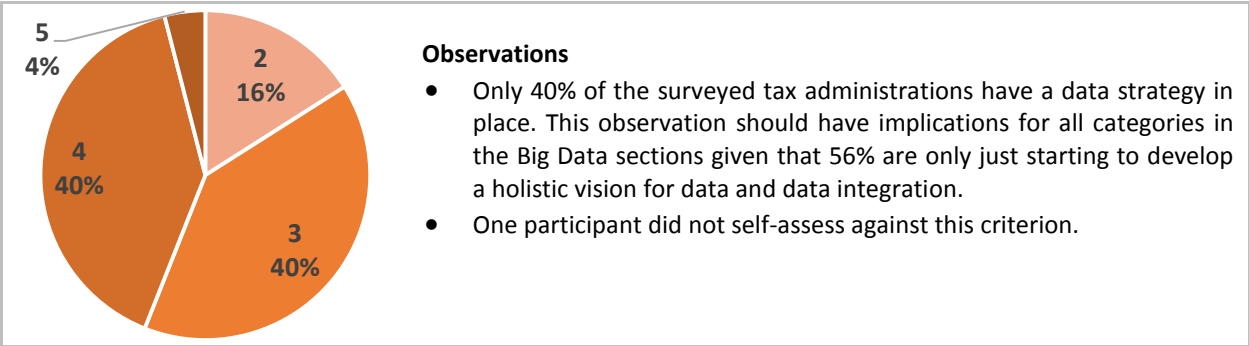 5
4%
2
16%
4
40%
3
40%
Observations
• Only 40% of the surveyed tax administrations have a data strategy in
place. This observation should have implications for all categories in
the Big Data sections given that 56% are only just starting to develop
a holistic vision for data and data integration.
• One participant did not self-assess against this criterion.